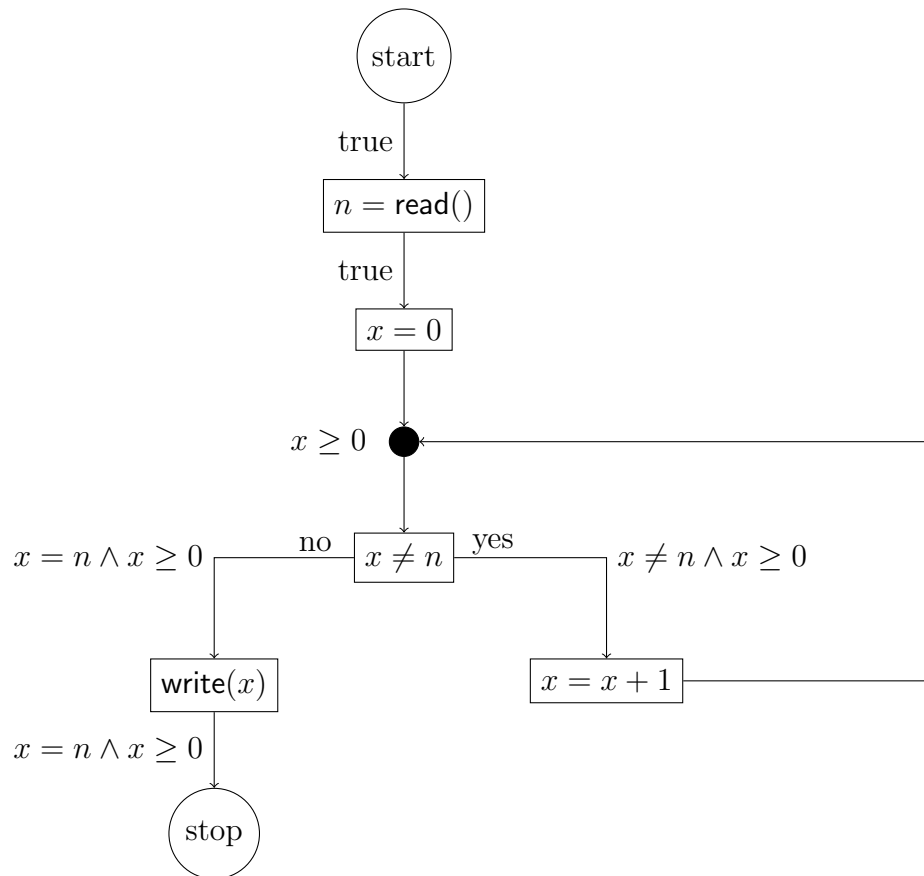 start
true
n = read()
true
x = 0
x ≥ 0
x = n ∧ x ≥ 0
no
x ≠ n
yes
x ≠ n ∧ x ≥ 0
write(x)
x = x + 1
x = n ∧ x ≥ 0
stop